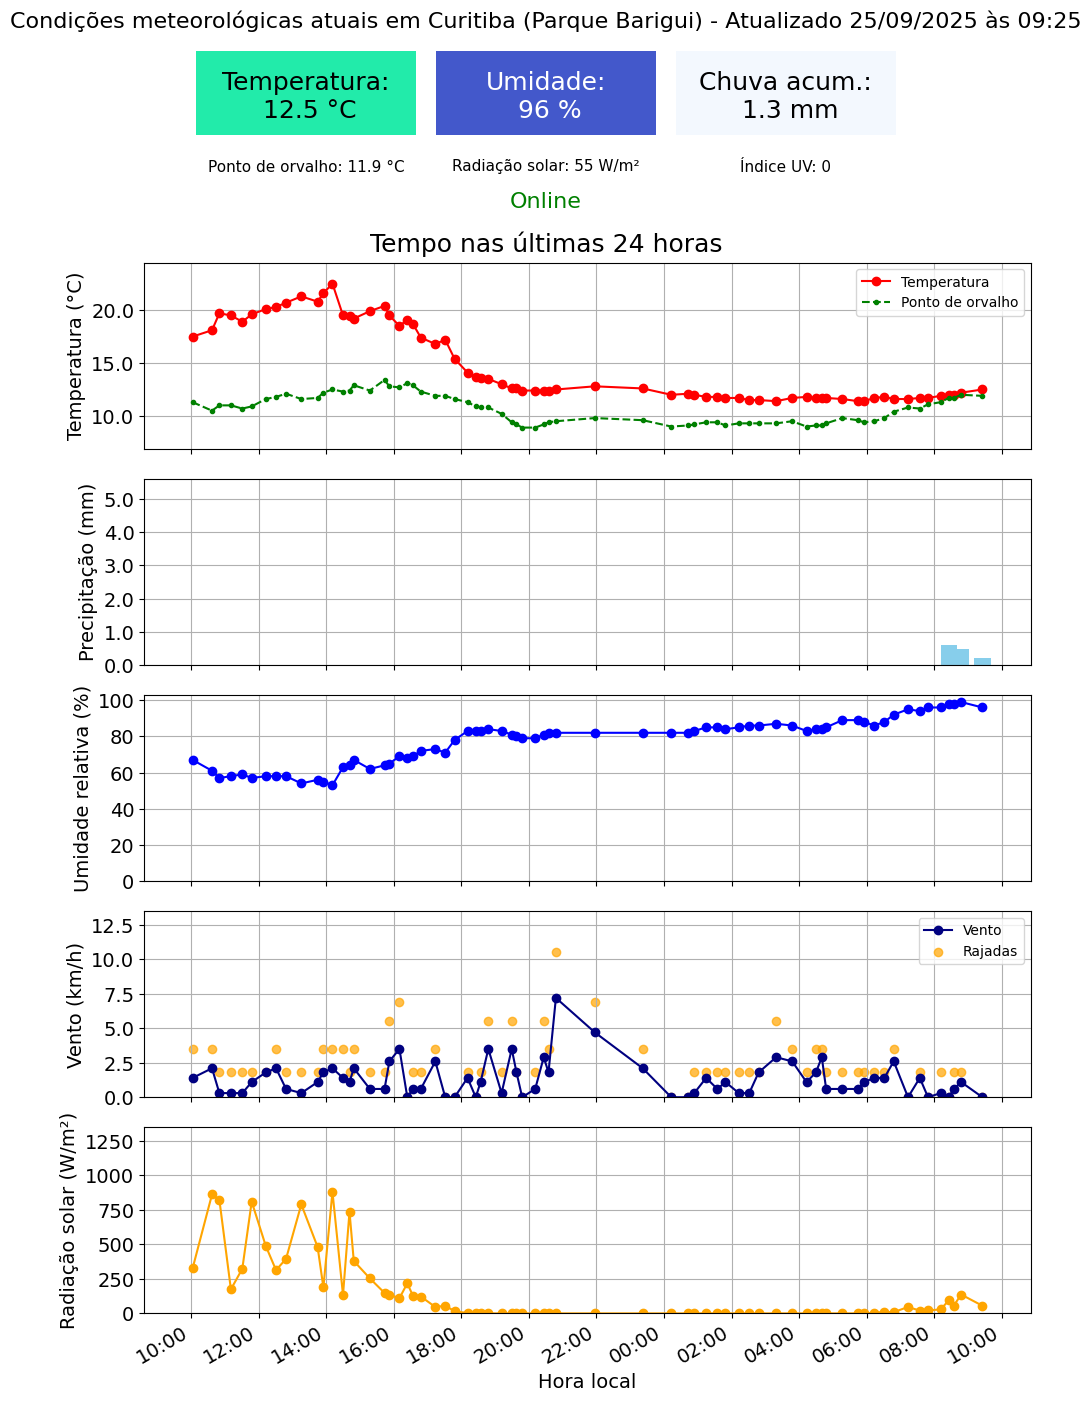 Condições meteorológicas atuais em Curitiba (Parque Barigui) - Atualizado 25/09/2025 às 09:25
Temperatura:
12.5 °C
Umidade:
96 %
Chuva acum.:
1.3 mm
Ponto de orvalho: 11.9 °C
Radiação solar: 55 W/m²
Índice UV: 0
Online
Tempo nas últimas 24 horas
Temperatura (°C)
20.0
15.0
10.0
Temperatura
Ponto de orvalho
Precipitação (mm)
5.0
4.0
3.0
2.0
1.0
0.0
Umidade relativa (%)
100
80
60
40
20
0
Vento (km/h)
12.5
10.0
7.5
5.0
2.5
0.0
Vento
Rajadas
Radiação solar (W/m²)
1250
1000
750
500
250
0
10:00 12:00 14:00 16:00 18:00 20:00 22:00 00:00 02:00 04:00 06:00 08:00 10:00
Hora local